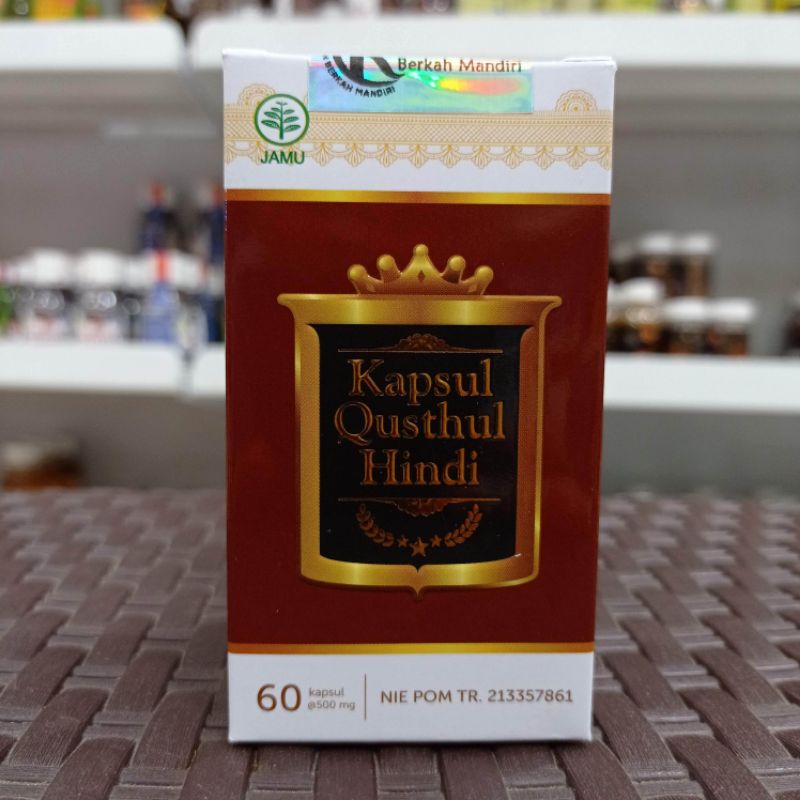 Berkah Mandiri
BERKAH MANDIRI
JAMU
Kapsul
Qusthul
Hindi
60 kapsul
@500 mg
NIE POM TR. 213357861